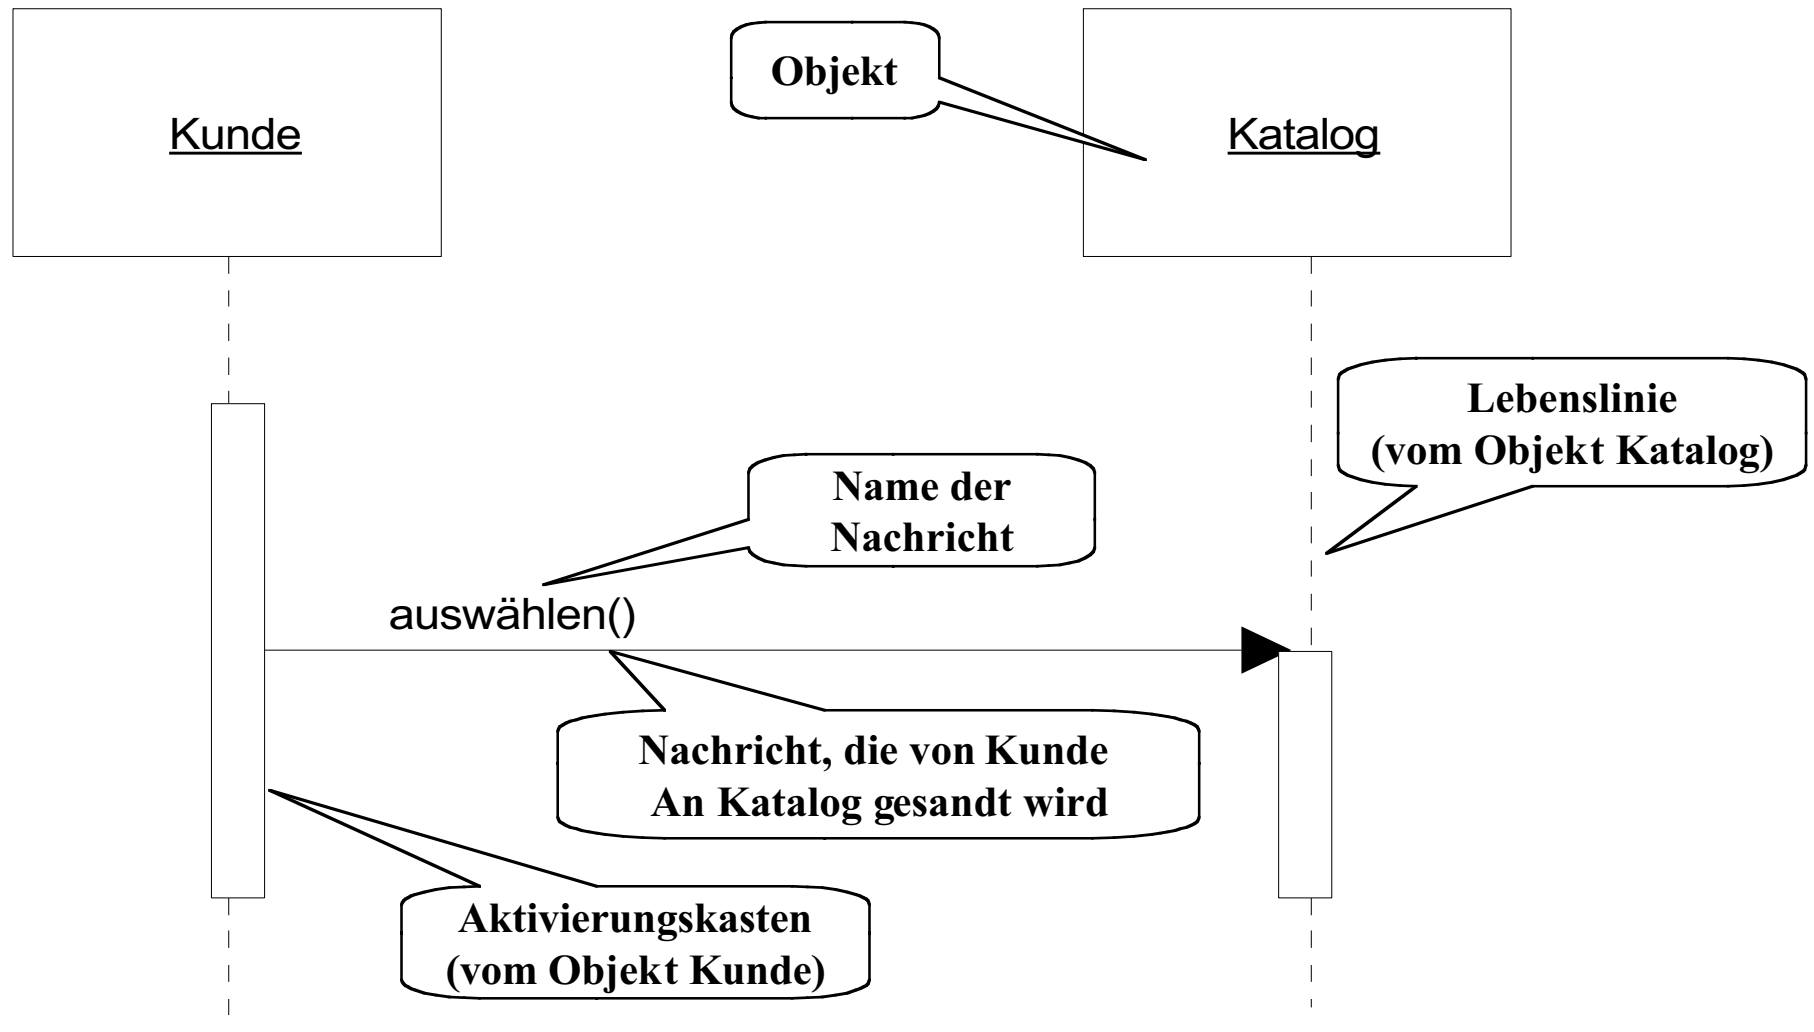 Kunde
Objekt
Katalog
Lebenslinie
(vom Objekt Katalog)
Name der
Nachricht
auswählen()
Nachricht, die von Kunde
An Katalog gesandt wird
Aktivierungskasten
(vom Objekt Kunde)